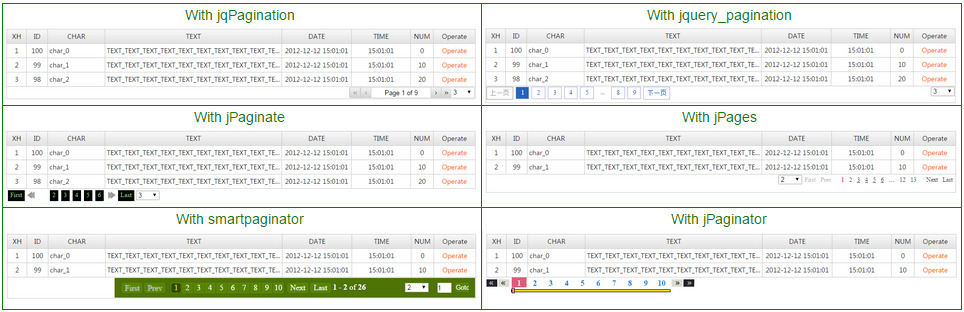 With jqPagination
XH ID CHAR TEXT DATE TIME NUM Operate
1 100 char_0 TEXT_TEXT_TEXT_TEXT_TEXT_TEXT_TEXT_TEXT_TEXT_TE... 2012-12-12 15:01:01 15:01:01 0 Operate
2 99 char_1 TEXT_TEXT_TEXT_TEXT_TEXT_TEXT_TEXT_TEXT_TEXT_TE... 2012-12-12 15:01:01 15:01:01 10 Operate
3 98 char_2 TEXT_TEXT_TEXT_TEXT_TEXT_TEXT_TEXT_TEXT_TEXT_TE... 2012-12-12 15:01:01 15:01:01 20 Operate
« ‹ Page 1 of 9 › » 3
With jquery_pagination
XH ID CHAR TEXT DATE TIME NUM Operate
1 100 char_0 TEXT_TEXT_TEXT_TEXT_TEXT_TEXT_TEXT_TEXT_TEXT_TE... 2012-12-12 15:01:01 15:01:01 0 Operate
2 99 char_1 TEXT_TEXT_TEXT_TEXT_TEXT_TEXT_TEXT_TEXT_TEXT_TE... 2012-12-12 15:01:01 15:01:01 10 Operate
3 98 char_2 TEXT_TEXT_TEXT_TEXT_TEXT_TEXT_TEXT_TEXT_TEXT_TE... 2012-12-12 15:01:01 15:01:01 20 Operate
上一页 1 2 3 4 5 ... 8 9 下一页 3
With jPaginate
XH ID CHAR TEXT DATE TIME NUM Operate
1 100 char_0 TEXT_TEXT_TEXT_TEXT_TEXT_TEXT_TEXT_TEXT_TEXT_TE... 2012-12-12 15:01:01 15:01:01 0 Operate
2 99 char_1 TEXT_TEXT_TEXT_TEXT_TEXT_TEXT_TEXT_TEXT_TEXT_TE... 2012-12-12 15:01:01 15:01:01 10 Operate
3 98 char_2 TEXT_TEXT_TEXT_TEXT_TEXT_TEXT_TEXT_TEXT_TEXT_TE... 2012-12-12 15:01:01 15:01:01 20 Operate
First 2 3 4 5 6 Last 3
With jPages
XH ID CHAR TEXT DATE TIME NUM Operate
1 100 char_0 TEXT_TEXT_TEXT_TEXT_TEXT_TEXT_TEXT_TEXT_TEXT_TE... 2012-12-12 15:01:01 15:01:01 0 Operate
2 99 char_1 TEXT_TEXT_TEXT_TEXT_TEXT_TEXT_TEXT_TEXT_TEXT_TE... 2012-12-12 15:01:01 15:01:01 10 Operate
2 First Prev 1 2 3 4 5 6 ... 12 13 Next Last
With smartpaginator
XH ID CHAR TEXT DATE TIME NUM Operate
1 100 char_0 TEXT_TEXT_TEXT_TEXT_TEXT_TEXT_TEXT_TEXT_TEXT_TE... 2012-12-12 15:01:01 15:01:01 0 Operate
2 99 char_1 TEXT_TEXT_TEXT_TEXT_TEXT_TEXT_TEXT_TEXT_TEXT_TE... 2012-12-12 15:01:01 15:01:01 10 Operate
First Prev 1 2 3 4 5 6 7 8 9 10 Next Last 1 - 2 of 26 2 1 Goto
With jPaginator
XH ID CHAR TEXT DATE TIME NUM Operate
1 100 char_0 TEXT_TEXT_TEXT_TEXT_TEXT_TEXT_TEXT_TEXT_TEXT_TE... 2012-12-12 15:01:01 15:01:01 0 Operate
2 99 char_1 TEXT_TEXT_TEXT_TEXT_TEXT_TEXT_TEXT_TEXT_TEXT_TE... 2012-12-12 15:01:01 15:01:01 10 Operate
« « 1 2 3 4 5 6 7 8 9 10 » »